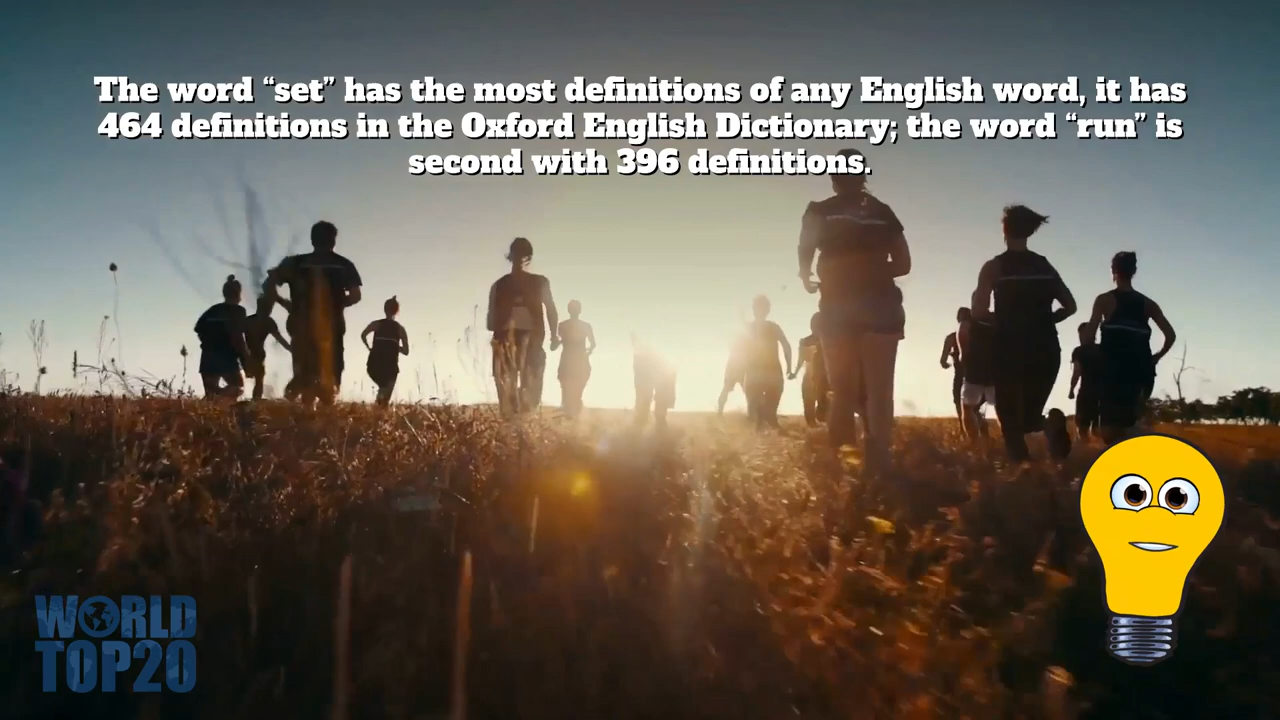 The word “set” has the most definitions of any English word, it has
464 definitions in the Oxford English Dictionary; the word “run” is
second with 396 definitions.
WORLD
TOP20